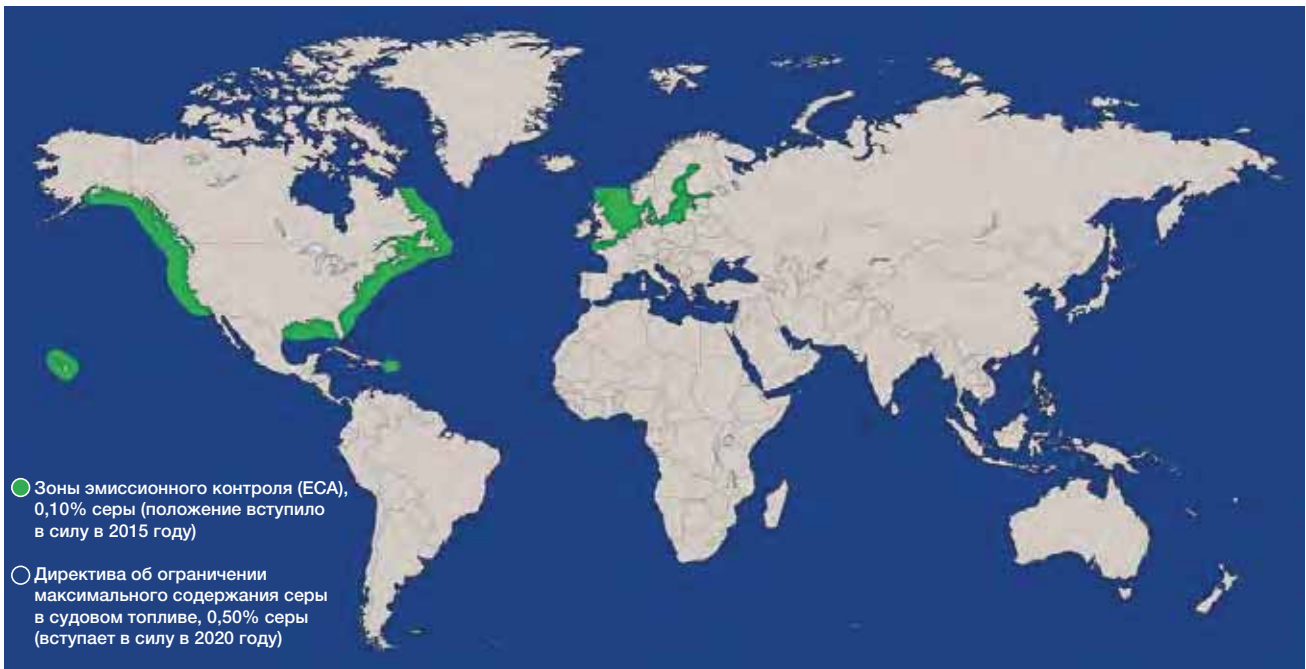 Зоны эмиссионного контроля (ECA),
0,10% серы (положение вступило
в силу в 2015 году)
Директива об ограничении
максимального содержания серы
в судовом топливе, 0,50% серы
(вступает в силу в 2020 году)